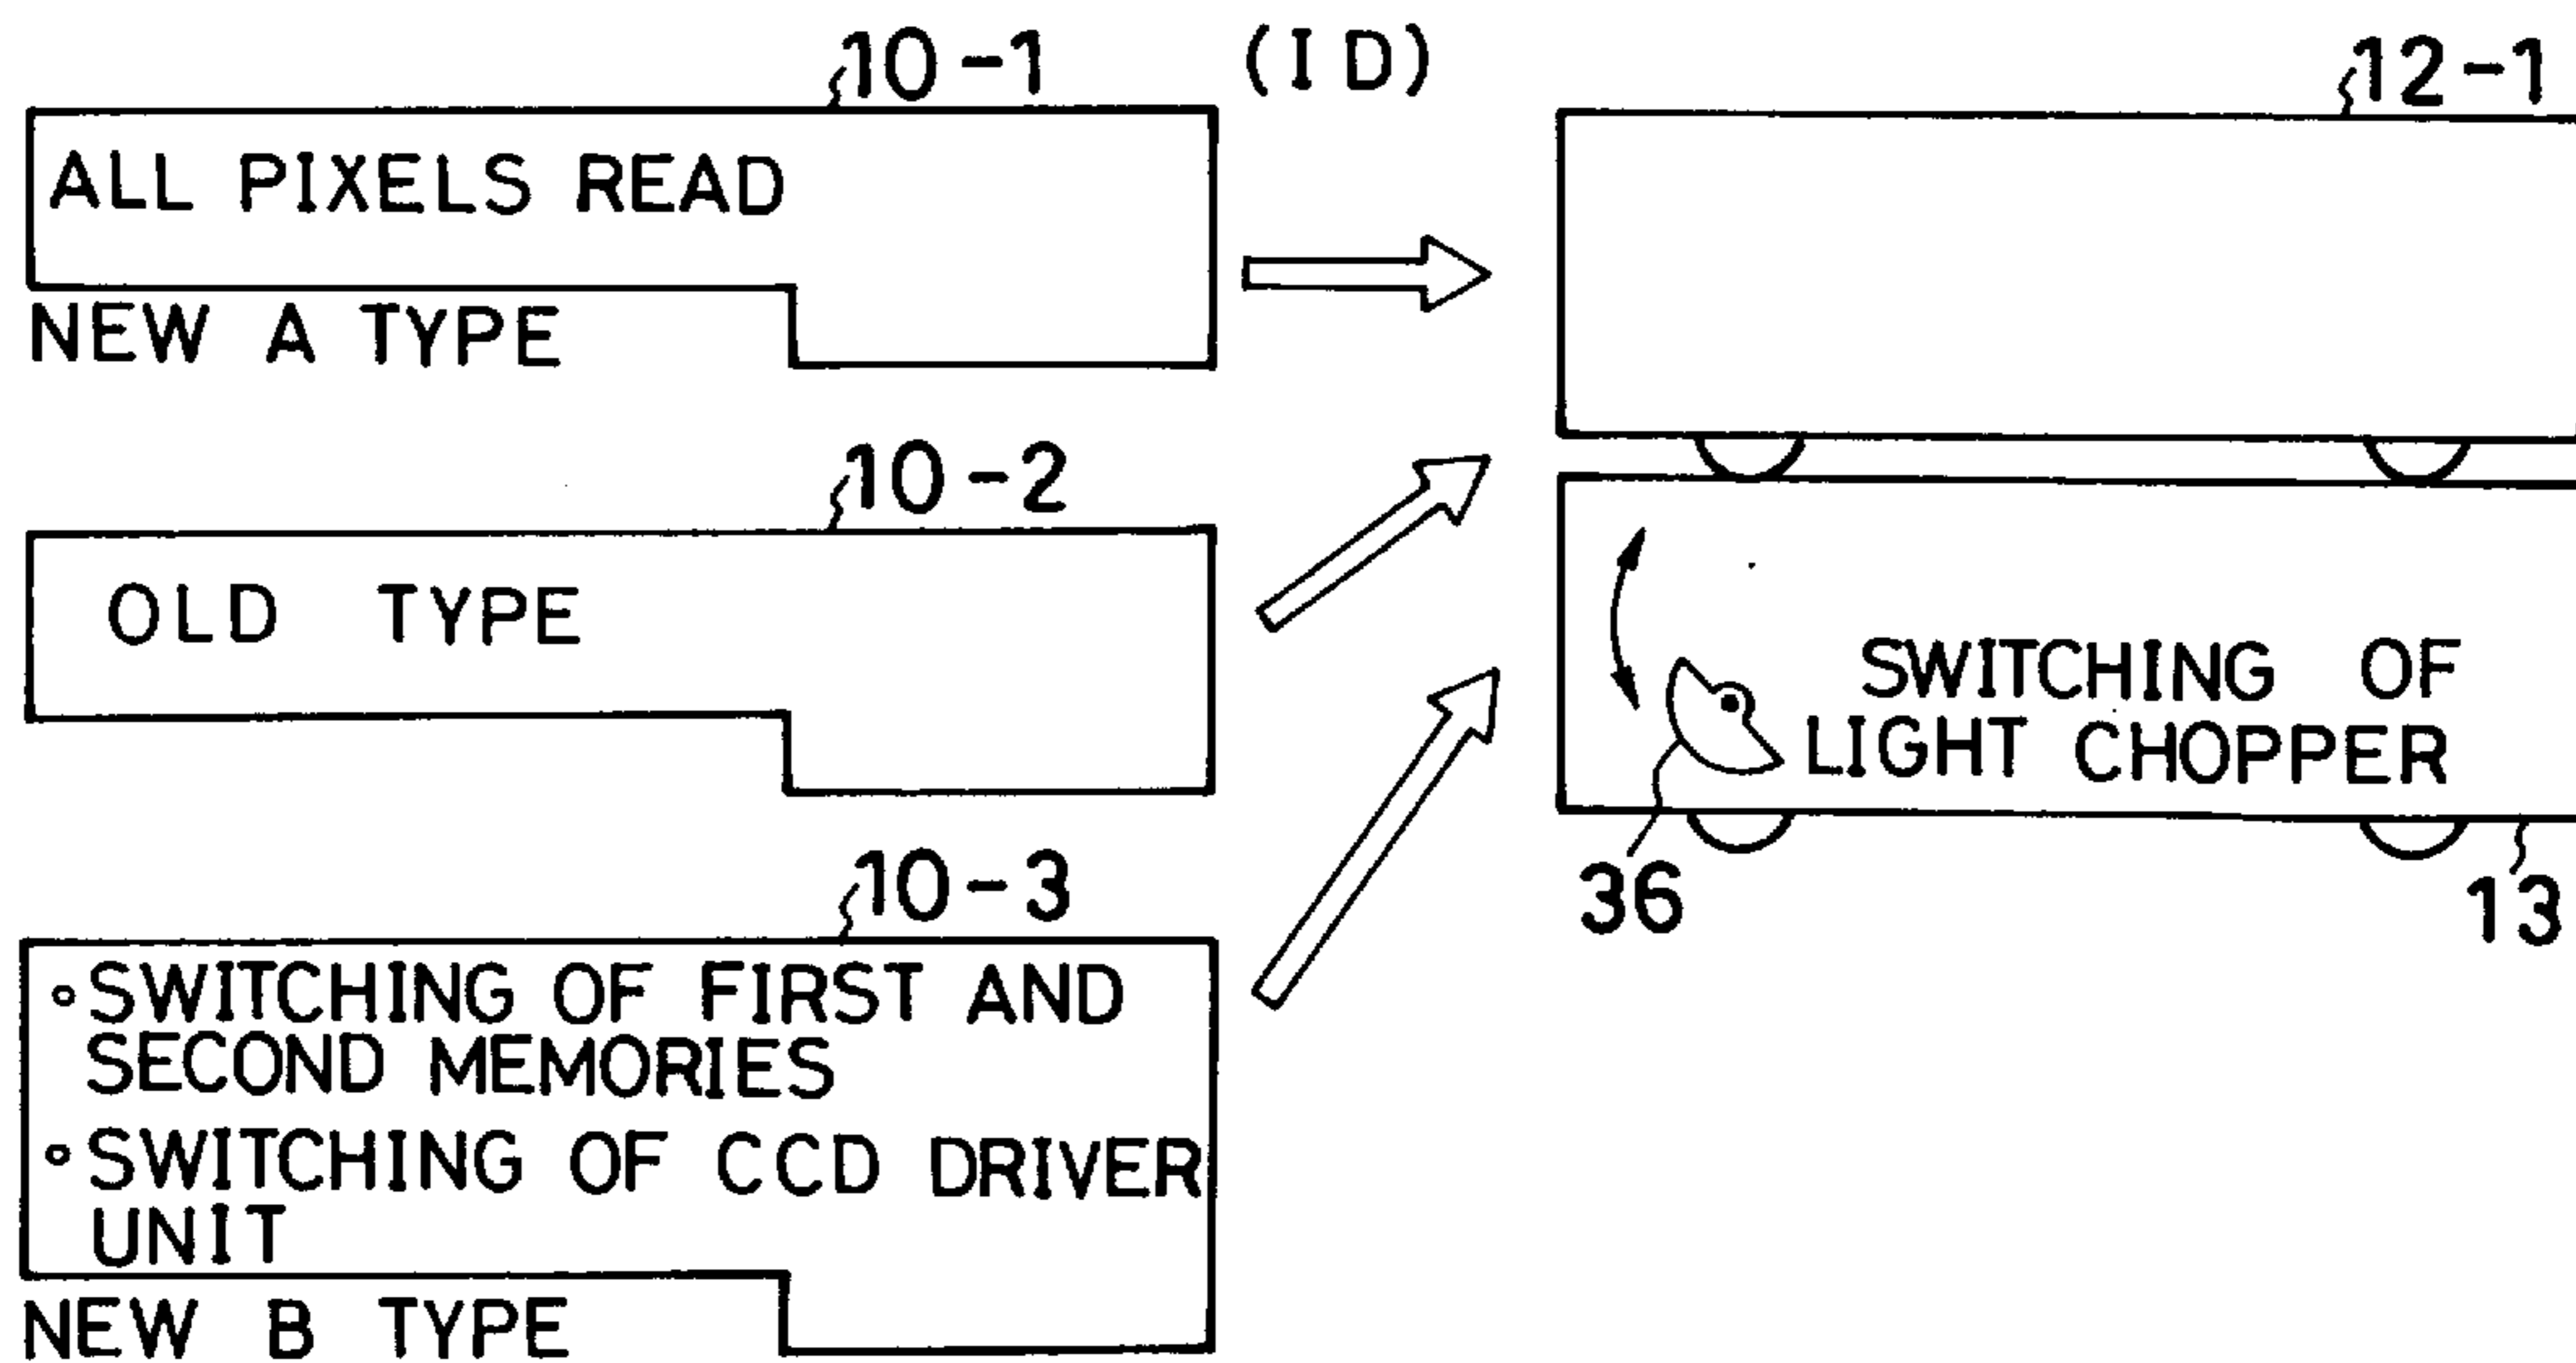 10-1
(ID)
ALL PIXELS READ
NEW A TYPE
10-2
OLD TYPE
10-3
∘SWITCHING OF FIRST AND
SECOND MEMORIES
∘SWITCHING OF CCD DRIVER
UNIT
NEW B TYPE
12-1
SWITCHING OF
LIGHT CHOPPER
36
13